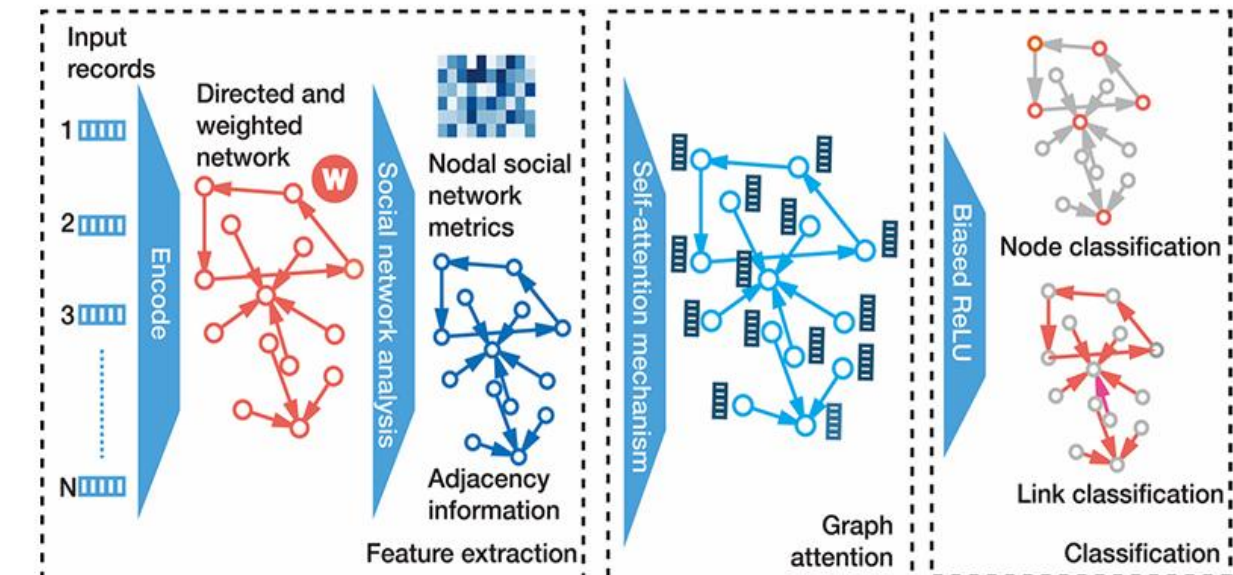 Input
records
1
2
3
N
Encode
Directed and
weighted
network
W
Social network analysis
Nodal social
network
metrics
Adjacency
information
Feature extraction
Self-attention mechanism
Graph
attention
Biased ReLU
Node classification
Link classification
Classification